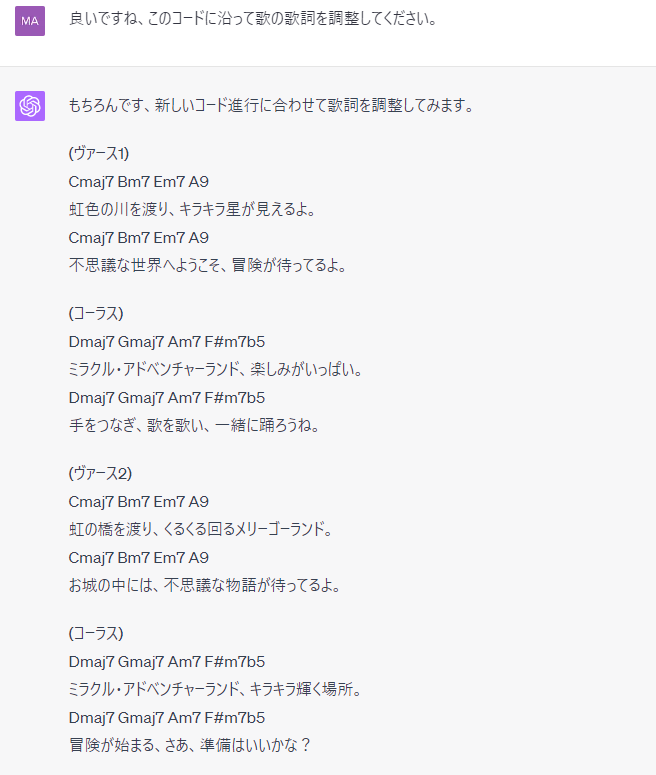 MA
良いですね、このコードに沿って歌の歌詞を調整してください。
もちろんです、新しいコード進行に合わせて歌詞を調整してみます。
(ヴァース1)
Cmaj7 Bm7 Em7 A9
虹色の川を渡り、キラキラ星が見えるよ。
Cmaj7 Bm7 Em7 A9
不思議な世界へようこそ、冒険が待ってるよ。
(コーラス)
Dmaj7 Gmaj7 Am7 F#m7b5
ミラクル・アドベンチャーランド、楽しみがいっぱい。
Dmaj7 Gmaj7 Am7 F#m7b5
手をつなぎ、歌を歌い、一緒に踊ろうね。
(ヴァース2)
Cmaj7 Bm7 Em7 A9
虹の橋を渡り、くるくる回るメリーゴーランド。
Cmaj7 Bm7 Em7 A9
お城の中には、不思議な物語が待ってるよ。
(コーラス)
Dmaj7 Gmaj7 Am7 F#m7b5
ミラクル・アドベンチャーランド、キラキラ輝く場所。
Dmaj7 Gmaj7 Am7 F#m7b5
冒険が始まる、さあ、準備はいいかな？